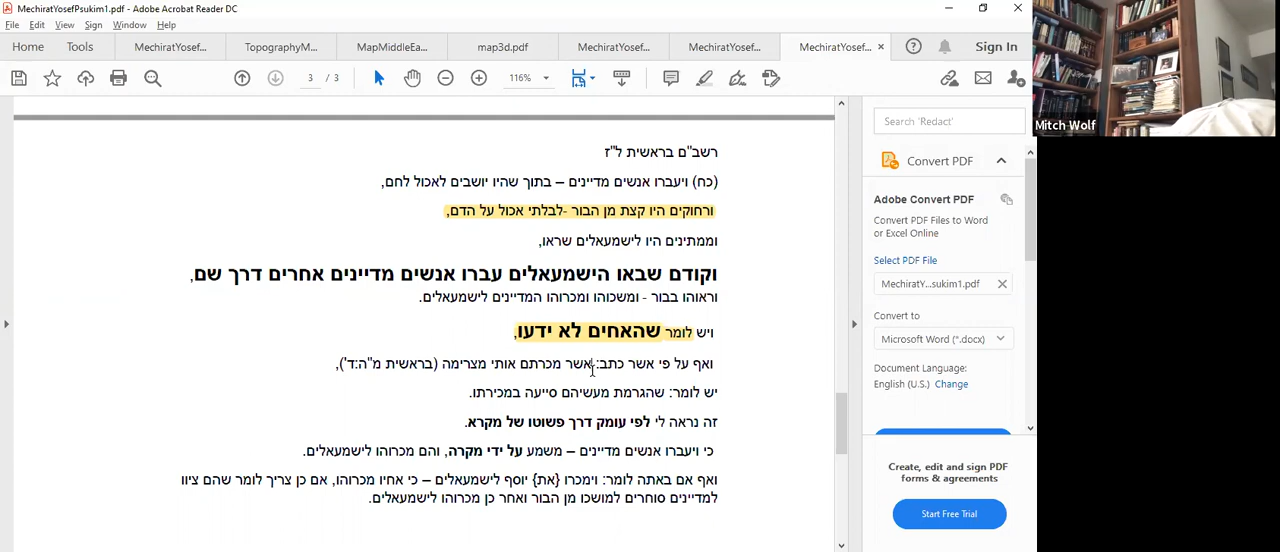 MechiratYosefPsukim1.pdf - Adobe Acrobat Reader DC
File Edit View Sign Window Help
Home Tools MechiratYosef... TopographyM... MapMiddleEa... map3d.pdf MechiratYosef... MechiratYosef... MechiratYosef... × Sign In
3 / 3 116%
Mitch Wolf
Search 'Redact'
Convert PDF
Adobe Convert PDF
Convert PDF Files to Word
or Excel Online
Select PDF File
MechiratY...sukim1.pdf
Convert to
Microsoft Word (*.docx)
Document Language:
English (U.S.) Change
Create, edit and sign PDF
forms & agreements
Start Free Trial
רשב"ם בראשית ל"ז
(כח) ויעברו אנשים מדיינים – בתוך שהיו יושבים לאכול לחם,
ורחוקים היו קצת מן הבור -לבלתי אכול על הדם,
וממתינים היו לישמעאלים שראו,
וקודם שבאו הישמעאלים עברו אנשים מדיינים אחרים דרך שם,
וראוהו בבור - ומשכוהו ומכרוהו המדיינים לישמעאלים.
ויש לומר שהאחים לא ידעו,
ואף על פי אשר כתב: אשר מכרתם אותי מצרימה (בראשית מ"ה:ד'),
יש לומר: שהגרמת מעשיהם סייעה במכירתו.
זה נראה לי לפי עומק דרך פשוטו של מקרא.
כי ויעברו אנשים מדיינים – משמע על ידי מקרה, והם מכרוהו לישמעאלים.
ואף אם באתה לומר: וימכרו {את} יוסף לישמעאלים – כי אחיו מכרוהו, אם כן צריך לומר שהם ציוו
למדיינים סוחרים למושכו מן הבור ואחר כן מכרוהו לישמעאלים.